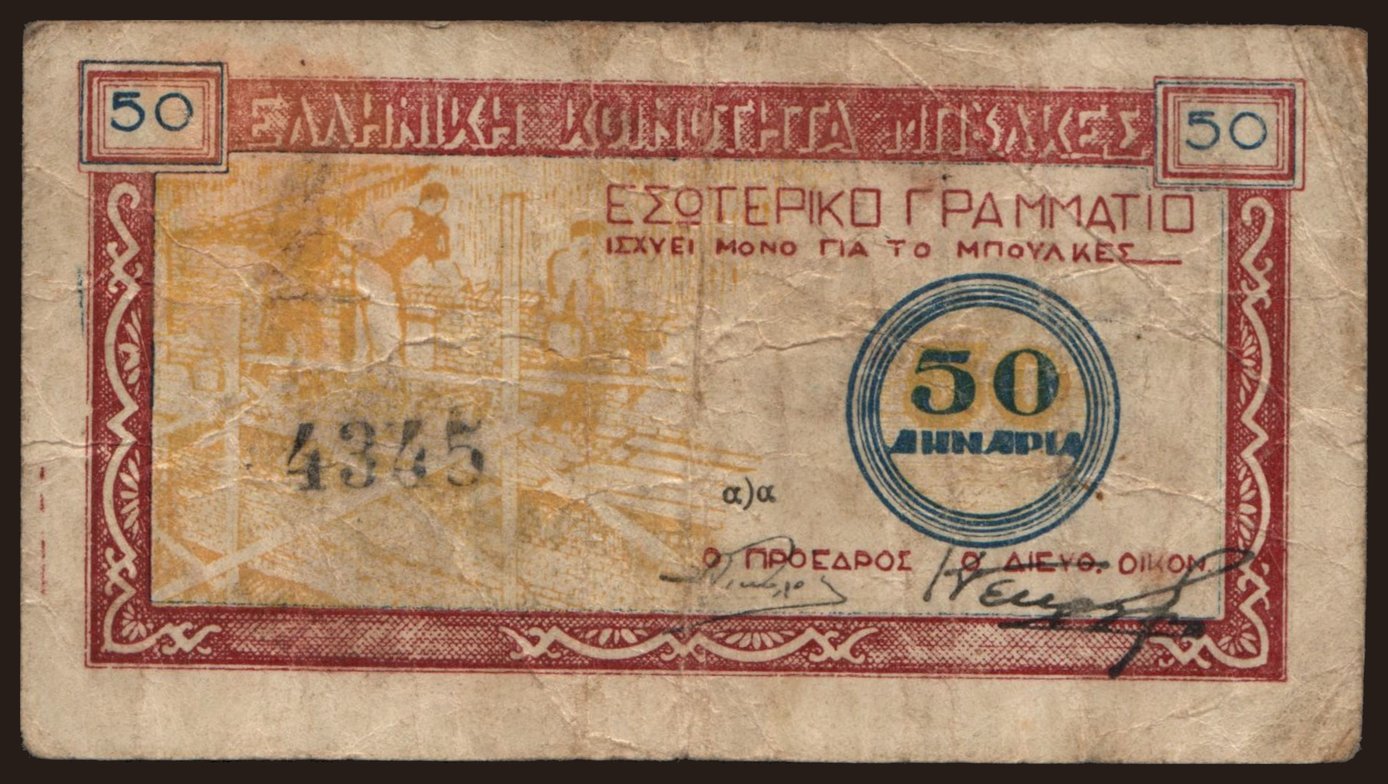 50 ΕΛΛΗΝΙΚΗ ΚΟΙΝΟΤΗΤΑ ΜΠΟΥΛΚΕΣ 50
ΕΣΩΤΕΡΙΚΟ ΓΡΑΜΜΑΤΙΟ
ΙΣΧΥΕΙ ΜΟΝΟ ΓΙΑ ΤΟ ΜΠΟΥΛΚΕΣ
50
ΔΗΝΑΡΙΑ
4345
α)α
Ο ΠΡΟΕΔΡΟΣ Ο ΔΙΕΥΘ. ΟΙΚΟΝ.